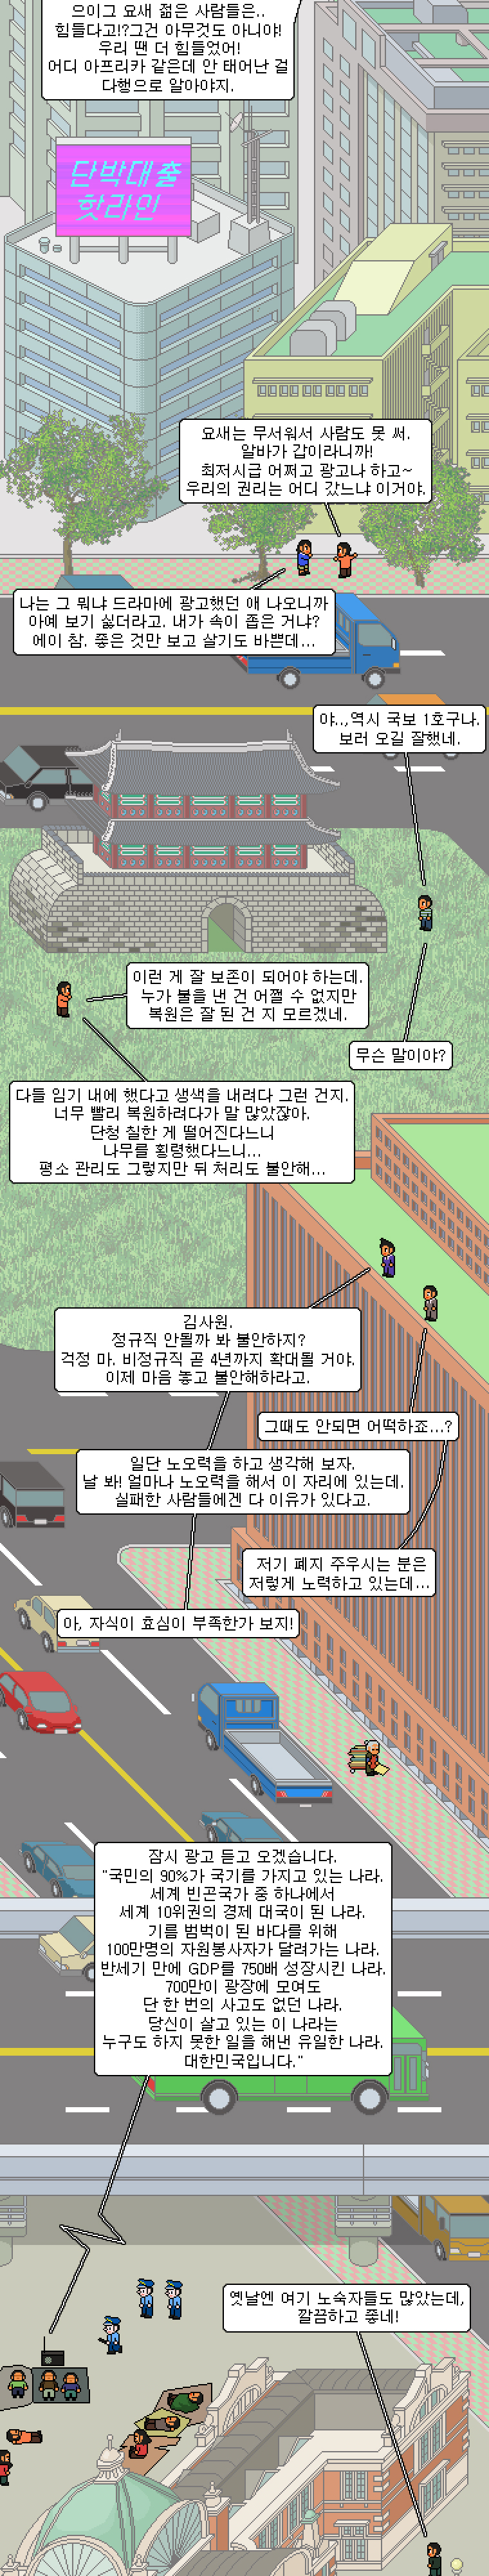 으이그 요새 젊은 사람들은..
힘들다고!?그건 아무것도 아니야!
우리 땐 더 힘들었어!
어디 아프리카 같은데 안 태어난 걸
다행으로 알아야지.
단박대출
핫라인
요새는 무서워서 사람도 못 써.
알바가 갑이라니까!
최저시급 어쩌고 광고나 하고~
우리의 권리는 어디 갔느냐 이거야.
나는 그 뭐냐 드라마에 광고했던 애 나오니까
아예 보기 싫더라고. 내가 속이 좁은 거냐?
에이 참. 좋은 것만 보고 살기도 바쁜데...
야..,역시 국보 1호구나.
보러 오길 잘했네.
이런 게 잘 보존이 되어야 하는데.
누가 불을 낸 건 어쩔 수 없지만
복원은 잘 된 건 지 모르겠네.
무슨 말이야?
다들 임기 내에 했다고 생색을 내려다 그런 건지.
너무 빨리 복원하려다가 말 많았잖아.
단청 칠한 게 떨어진다느니
나무를 횡령했다느니...
평소 관리도 그렇지만 뒤 처리도 불안해...
김사원.
정규직 안될까 봐 불안하지?
걱정 마. 비정규직 곧 4년까지 확대될 거야.
이제 마음 놓고 불안해하라고.
그때도 안되면 어떡하죠...?
일단 노오력을 하고 생각해 보자.
날 봐! 얼마나 노오력을 해서 이 자리에 있는데.
실패한 사람들에겐 다 이유가 있다고.
저기 폐지 주우시는 분은
저렇게 노력하고 있는데...
아, 자식이 효심이 부족한가 보지!
잠시 광고 듣고 오겠습니다.
"국민의 90%가 국기를 가지고 있는 나라.
세계 빈곤국가 중 하나에서
세계 10위권의 경제 대국이 된 나라.
기름 범벅이 된 바다를 위해
100만명의 자원봉사자가 달려가는 나라.
반세기 만에 GDP를 750배 성장시킨 나라.
700만이 광장에 모여도
단 한 번의 사고도 없던 나라.
당신이 살고 있는 이 나라는
누구도 하지 못한 일을 해낸 유일한 나라.
대한민국입니다."
옛날엔 여기 노숙자들도 많았는데,
깔끔하고 좋네!